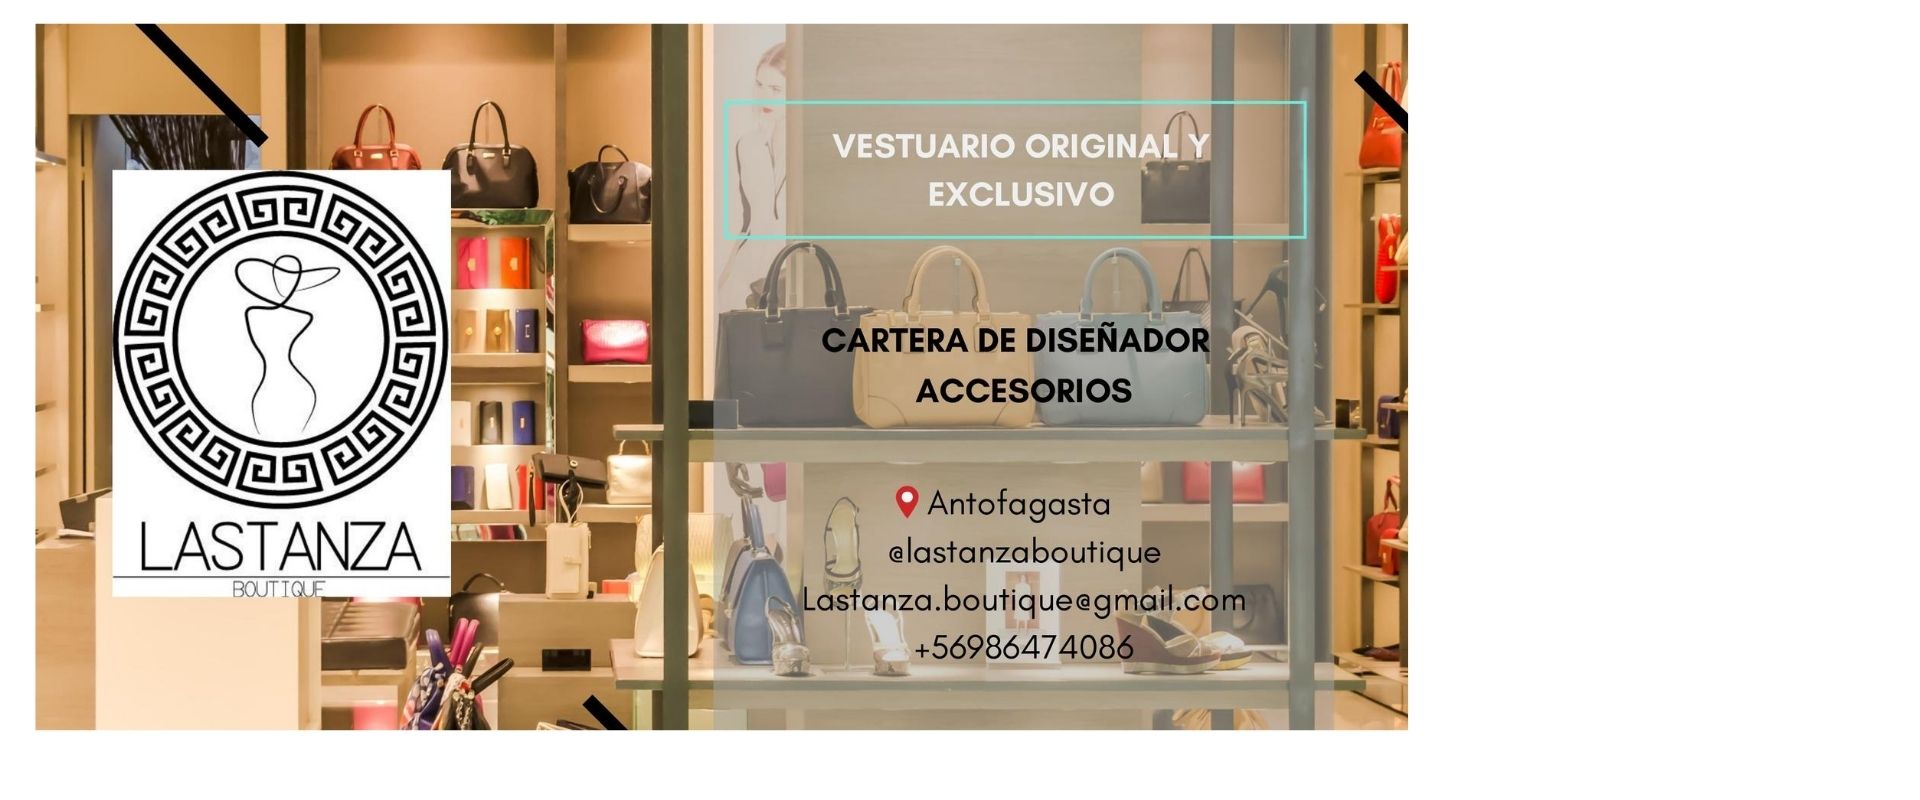 LASTANZA
BOUTIQUE
VESTUARIO ORIGINAL Y
EXCLUSIVO
CARTERA DE DISEÑADOR
ACCESORIOS
Antofagasta
@lastanzaboutique
Lastanza.boutique@gmail.com
+56986474086